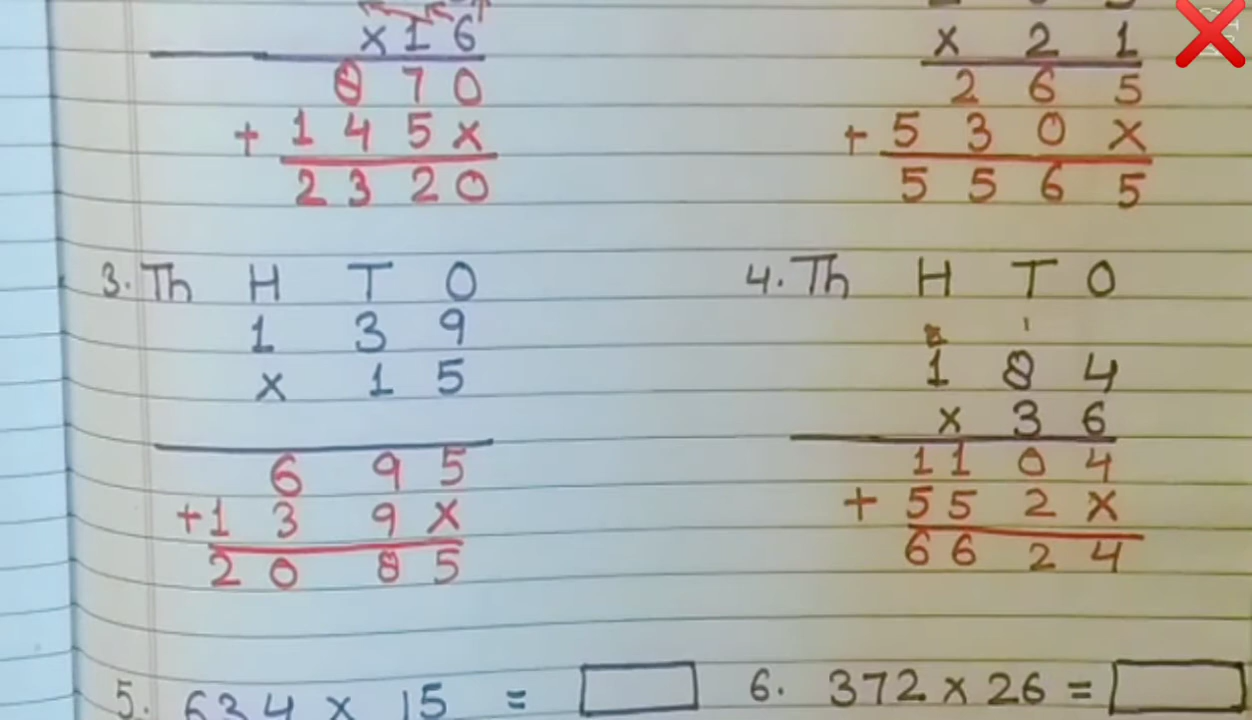 x 1 6
8 7 0
+ 1 4 5 x
2 3 2 0
x 2 1
2 6 5
+ 5 3 0 x
5 5 6 5
3. Th H T O
1 3 9
x 1 5
6 9 5
+ 1 3 9 x
2 0 8 5
4. Th H T O
1
1 8 4
x 3 6
1 1 0 4
+ 5 5 2 x
6 6 2 4
5. 634 x 15 =
6. 372 x 26 =